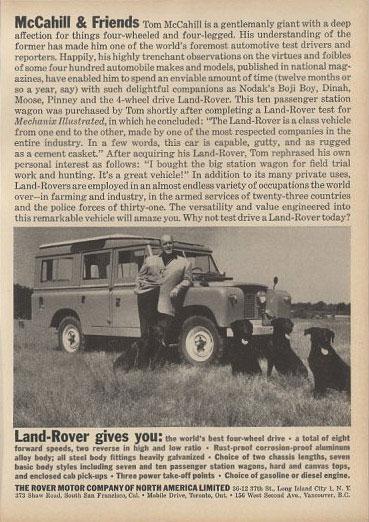 McCahill & Friends Tom McCahill is a gentlemanly giant with a deep
affection for things four-wheeled and four-legged. His understanding of the
former has made him one of the world's foremost automotive test drivers and
reporters. Happily, his highly trenchant observations on the virtues and foibles
of some four hundred automobile makes and models, published in national mag-
azines, have enabled him to spend an enviable amount of time (twelve months or
so a year, say) with such delightful companions as Nodak's Boji Boy, Dinah,
Moose, Pinney and the 4-wheel drive Land-Rover. This ten passenger station
wagon was purchased by Tom shortly after completing a Land-Rover test for
Mechanix Illustrated, in which he concluded: "The Land-Rover is a class vehicle
from one end to the other, made by one of the most respected companies in the
entire industry. In a few words, this car is capable, gutty, and as rugged
as a cement casket." After acquiring his Land-Rover, Tom rephrased his own
personal interest as follows: "I bought the big station wagon for field trial
work and hunting. It's a great vehicle!" In addition to its many private uses,
Land-Rovers are employed in an almost endless variety of occupations the world
over—in farming and industry, in the armed services of twenty-three countries
and the police forces of thirty-one. The versatility and value engineered into
this remarkable vehicle will amaze you. Why not test drive a Land-Rover today?
Land-Rover gives you: the world's best four-wheel drive • a total of eight
forward speeds, two reverse in high and low ratio • Rust-proof corrosion-proof aluminum
alloy body; all steel body fittings heavily galvanized • Choice of two chassis lengths, seven
basic body styles including seven and ten passenger station wagons, hard and canvas tops,
and enclosed cab pick-ups • Three power take-off points • Choice of gasoline or diesel engine.
THE ROVER MOTOR COMPANY OF NORTH AMERICA LIMITED 36-12 37th St., Long Island City 1, N. Y.
373 Shaw Road, South San Francisco, Cal. • Mobile Drive, Toronto, Ont. • 156 West Second Ave., Vancouver, B.C.